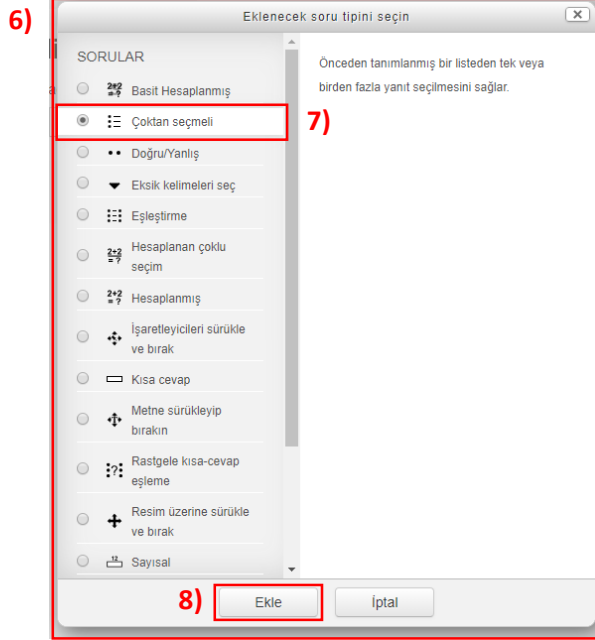 6)
Eklenecek soru tipini seçin
SORULAR
Basit Hesaplanmış
Çoktan seçmeli
7)
Doğru/Yanlış
Eksik kelimeleri seç
Eşleştirme
Hesaplanan çoklu
seçim
Hesaplanmış
İşaretleyicileri sürükle
ve bırak
Kısa cevap
Metne sürükleyip
bırakın
Rastgele kısa-cevap
eşleme
Resim üzerine sürükle
ve bırak
Sayısal
Önceden tanımlanmış bir listeden tek veya
birden fazla yanıt seçilmesini sağlar.
8)
Ekle
İptal